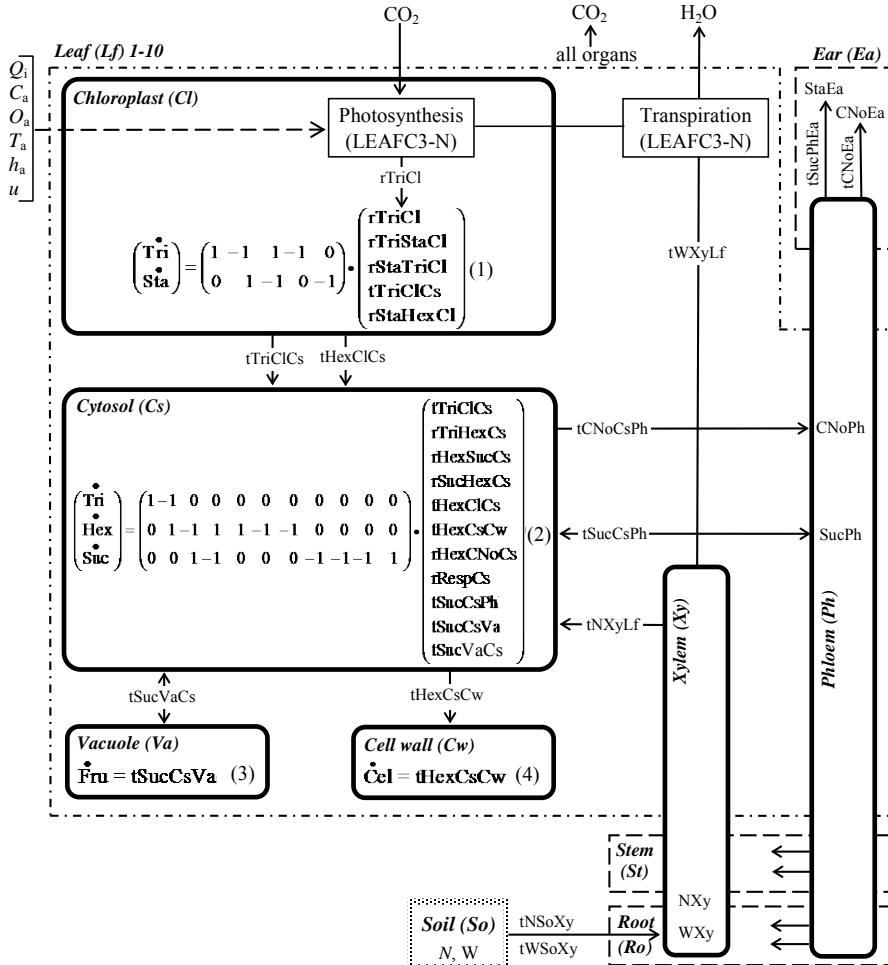 CO2
CO2
H2O
all organs
Leaf (Lf) 1-10
Ear (Ea)
Qi
Ca
Oa
Ta
ha
u
Chloroplast (Cl)
Photosynthesis
(LEAFC3-N)
Transpiration
(LEAFC3-N)
StaEa
CNoEa
tSucPhEa
tCNoEa
rTriCl
Tri
Sta
=
1 −1 1 −1 0
0 1 −1 0 −1
•
rTriCl
rTriStaCl
rStaTriCl
tTriClCs
rStaHexCl
(1)
tWXyLf
tTriClCs
tHexClCs
Cytosol (Cs)
Tri
Hex
Suc
=
1 −1 0 0 0 0 0 0 0 0 0
0 1 −1 1 1 −1 −1 0 0 0 0
0 0 1 −1 0 0 0 −1 −1 −1 1
•
tTriClCs
rTriHexCs
rHexSucCs
rSucHexCs
tHexClCs
tHexCsCw
rHexCNoCs
rRespCs
tSucCsPh
tSucCsVa
tSucVaCs
(2)
tCNoCsPh
CNoPh
tSucCsPh
SucPh
tNXyLf
Xylem (Xy)
Phloem (Ph)
tSucVaCs
tHexCsCw
Vacuole (Va)
Fru = tSucCsVa (3)
Cell wall (Cw)
Cel = tHexCsCw (4)
Stem
(St)
NXy
Soil (So)
N, W
tNSoXy
tWSoXy
Root
(Ro)
WXy